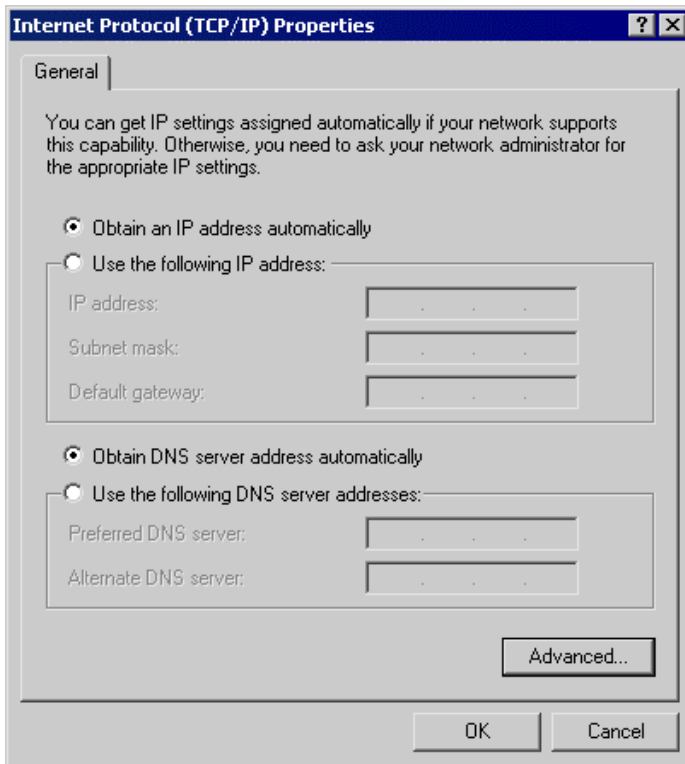 Internet Protocol (TCP/IP) Properties
General
You can get IP settings assigned automatically if your network supports
this capability. Otherwise, you need to ask your network administrator for
the appropriate IP settings.
Obtain an IP address automatically
Use the following IP address:
IP address:
Subnet mask:
Default gateway:
Obtain DNS server address automatically
Use the following DNS server addresses:
Preferred DNS server:
Alternate DNS server:
Advanced...
OK
Cancel